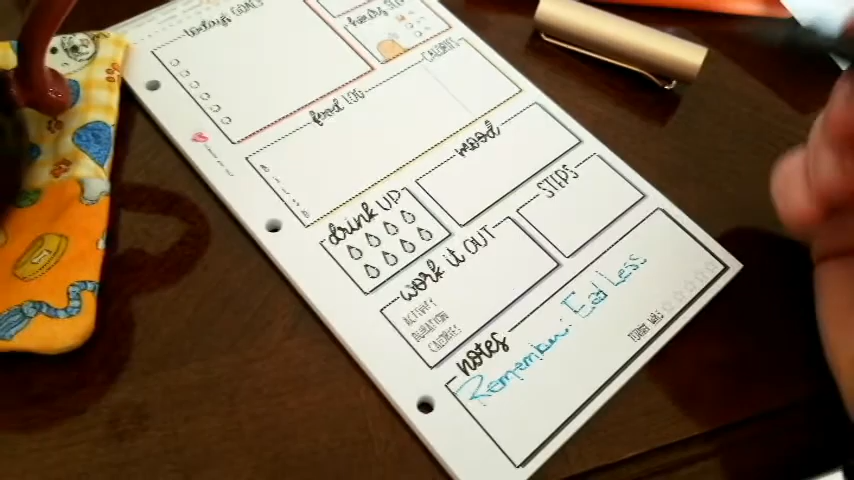 today's GOALS
CALORIES
food LOG
mood
drink UP
STEPS
work it OUT
ACTIVITY
DURATION
CALORIES
notes
Remember: Eat Less
TODAY WAS